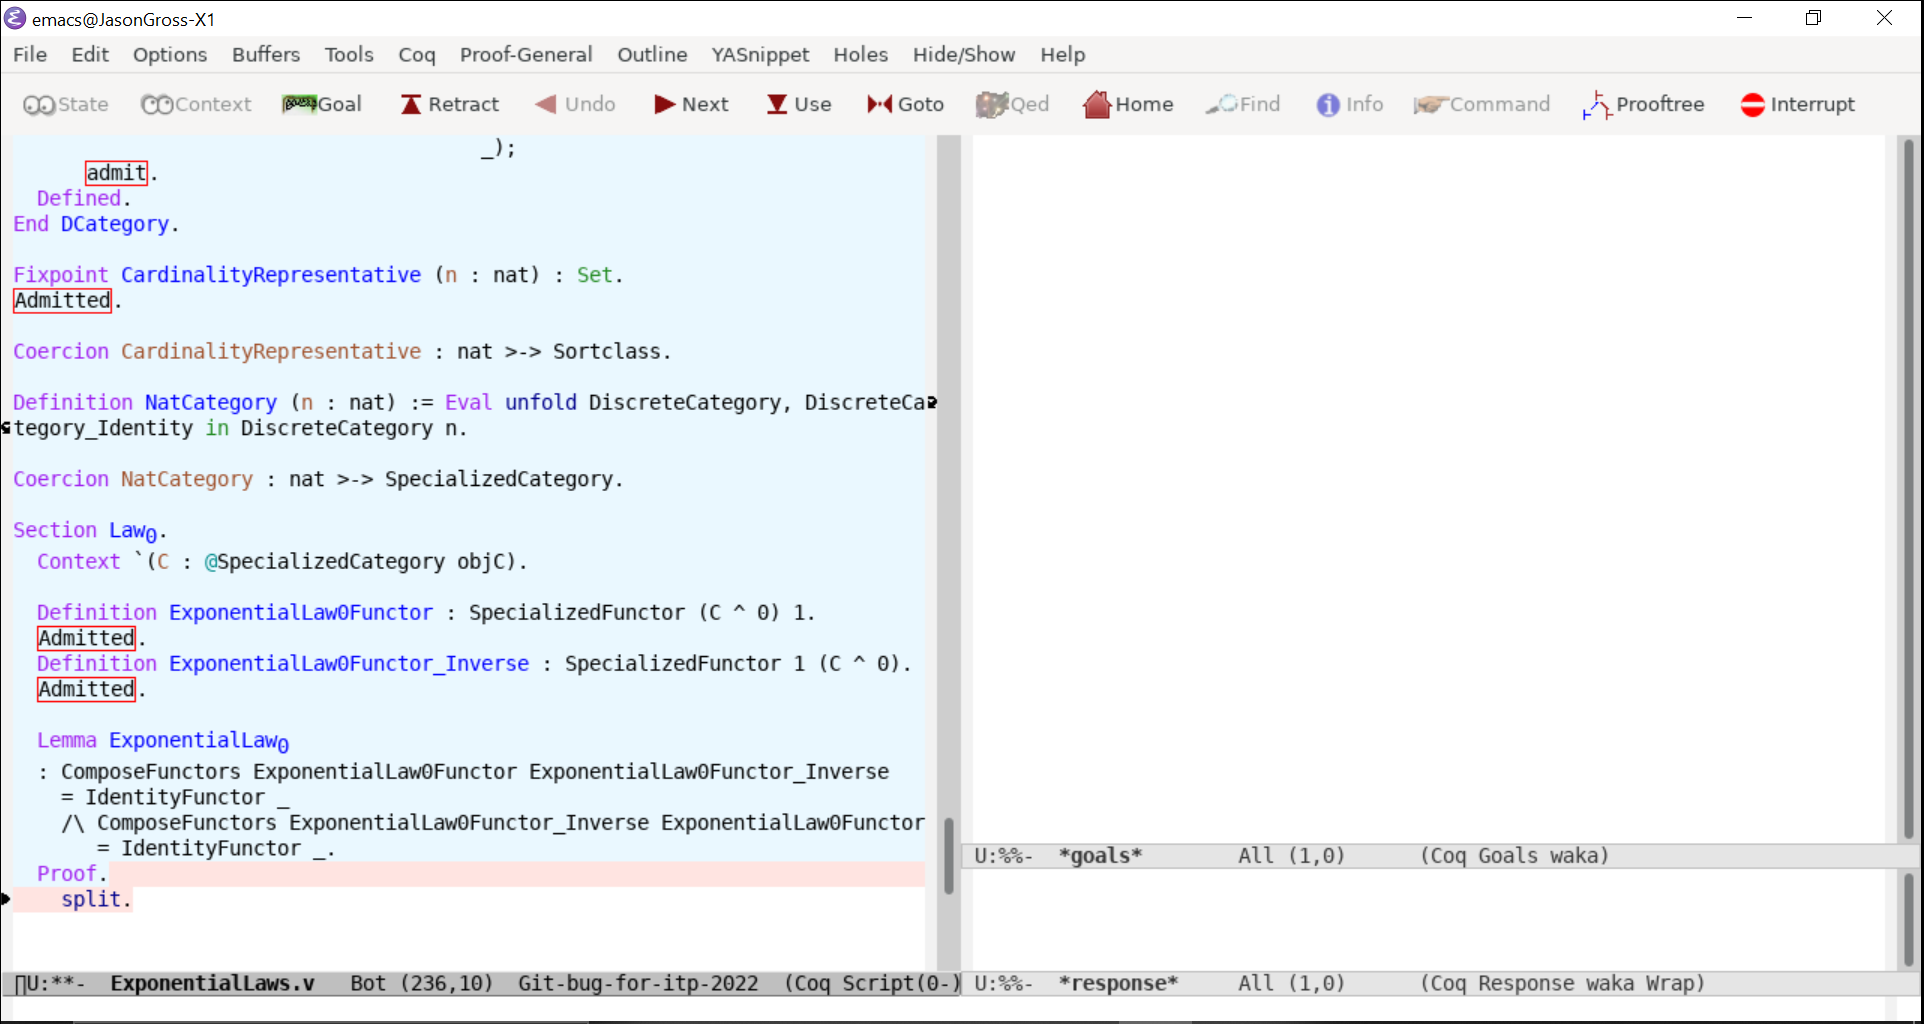 emacs@JasonGross-X1
File Edit Options Buffers Tools Coq Proof-General Outline YASnippet Holes Hide/Show Help
State Context Goal Retract Undo Next Use Goto Qed Home Find Info Command Prooftree Interrupt
_);
admit.
Defined.
End DCategory.
Fixpoint CardinalityRepresentative (n : nat) : Set.
Admitted.
Coercion CardinalityRepresentative : nat >-> Sortclass.
Definition NatCategory (n : nat) := Eval unfold DiscreteCategory, DiscreteCa
tegory_Identity in DiscreteCategory n.
Coercion NatCategory : nat >-> SpecializedCategory.
Section Law₀.
Context `(C : @SpecializedCategory objC).
Definition ExponentialLaw0Functor : SpecializedFunctor (C ^ 0) 1.
Admitted.
Definition ExponentialLaw0Functor_Inverse : SpecializedFunctor 1 (C ^ 0).
Admitted.
Lemma ExponentialLaw₀
: ComposeFunctors ExponentialLaw0Functor ExponentialLaw0Functor_Inverse
= IdentityFunctor _
/\ ComposeFunctors ExponentialLaw0Functor_Inverse ExponentialLaw0Functor
= IdentityFunctor _.
Proof.
split.
U:**- ExponentialLaws.v Bot (236,10) Git-bug-for-itp-2022 (Coq Script(0-)
U:%%- *goals* All (1,0) (Coq Goals waka)
U:%%- *response* All (1,0) (Coq Response waka Wrap)